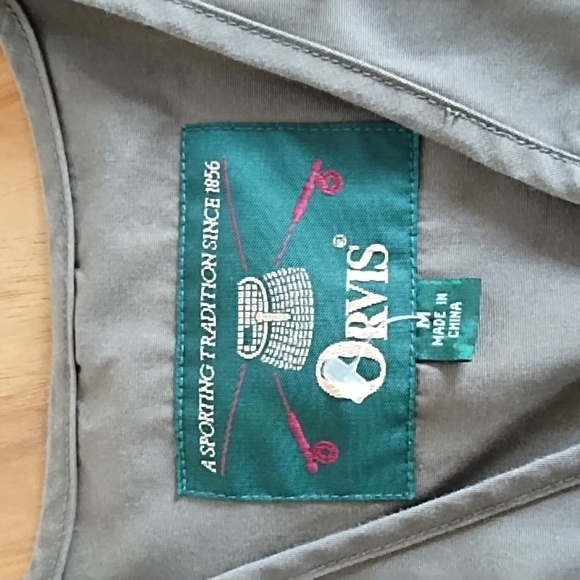 A SPORTING TRADITION SINCE 1856
ORVIS®
M
MADE IN
CHINA